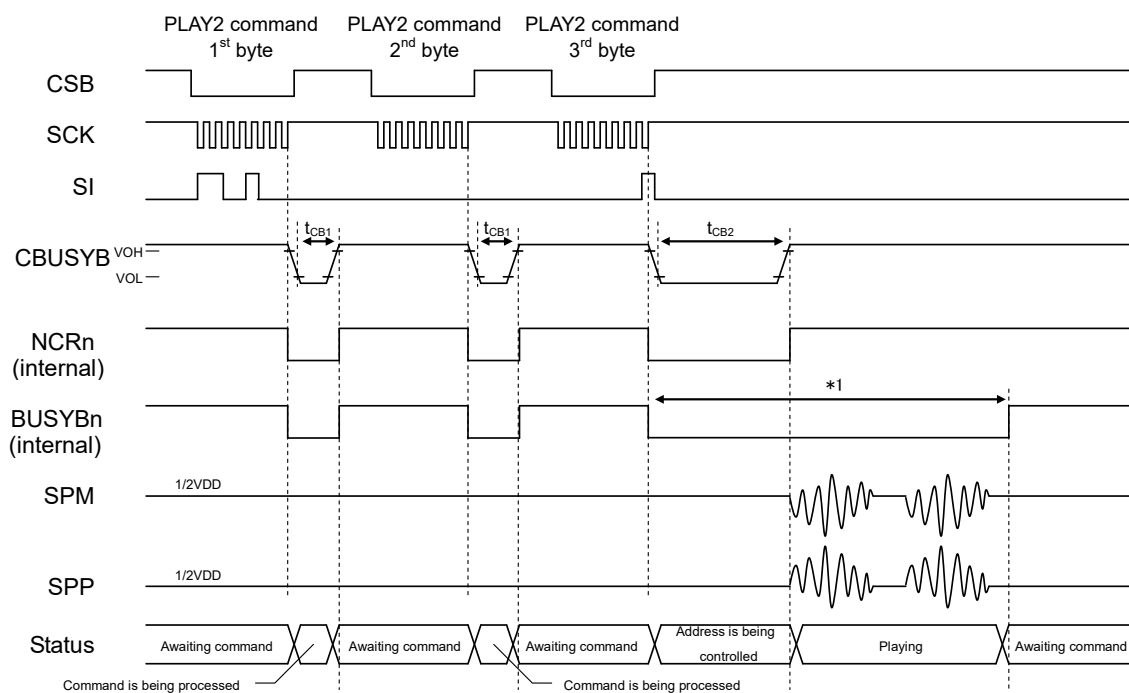 PLAY2 command
1st byte
PLAY2 command
2nd byte
PLAY2 command
3rd byte
CSB
SCK
SI
tCB1
tCB1
tCB2
CBUSYB
VOH
VOL
NCRn
(internal)
*1
BUSYBn
(internal)
SPM
1/2VDD
SPP
1/2VDD
Status
Awaiting command
Awaiting command
Awaiting command
Address is being
controlled
Playing
Awaiting command
Command is being processed
Command is being processed